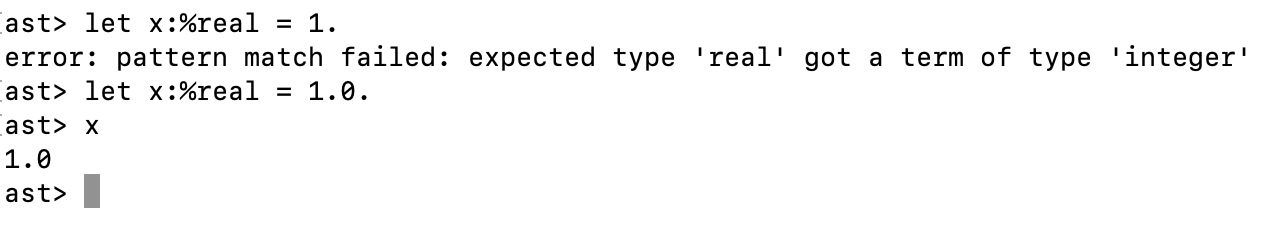 ast> let x:%real = 1.
error: pattern match failed: expected type 'real' got a term of type 'integer'
ast> let x:%real = 1.0.
ast> x
1.0
ast>